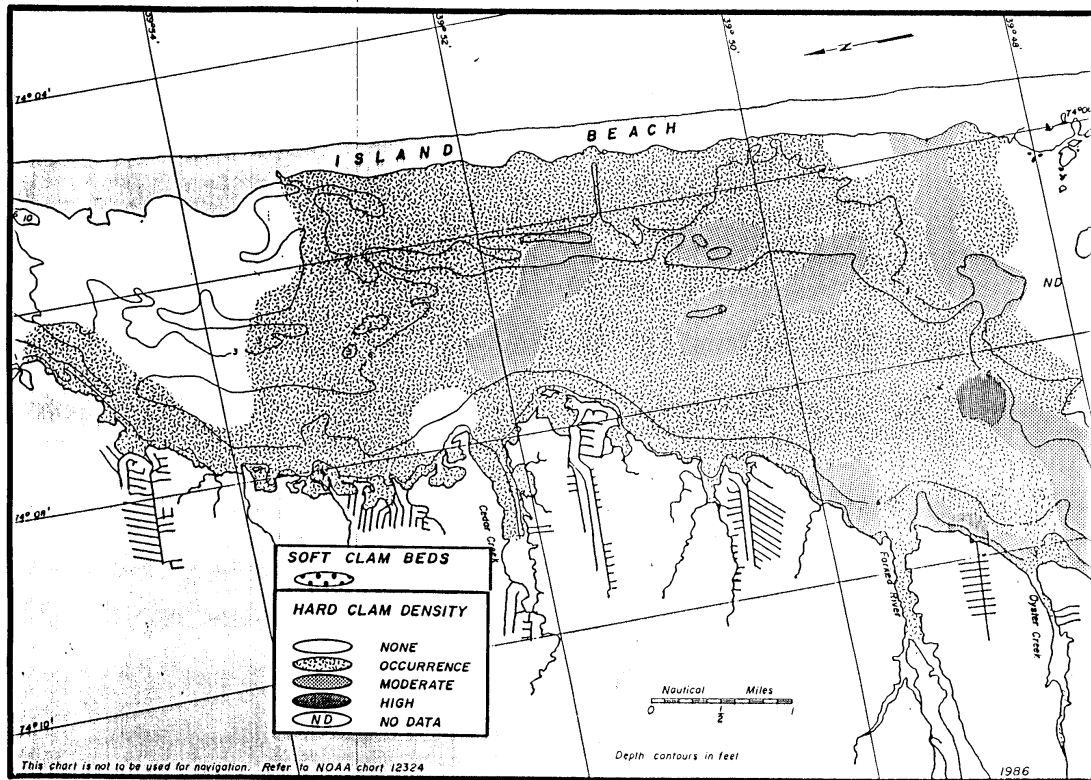 39° 54'
39° 52'
39° 50'
39° 48'
N
74° 04'
ISLAND BEACH
10
3
ND
74° 08'
Cedar Creek
Forked River
Oyster Creek
SOFT CLAM BEDS
HARD CLAM DENSITY
NONE
OCCURRENCE
MODERATE
HIGH
ND NO DATA
Nautical Miles
0 1/2 1
74° 10'
Depth contours in feet
This chart is not to be used for navigation. Refer to NOAA chart 12324
1986